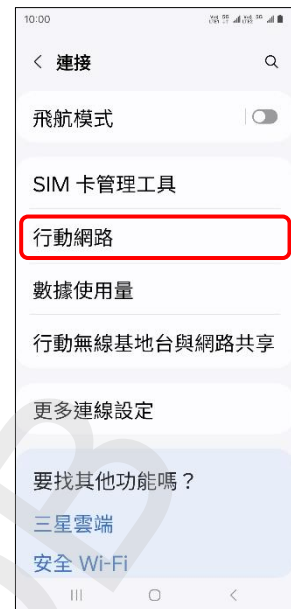 10:00
連接
飛航模式
SIM 卡管理工具
行動網路
數據使用量
行動無線基地台與網路共享
更多連線設定
要找其他功能嗎？
三星雲端
安全 Wi-Fi